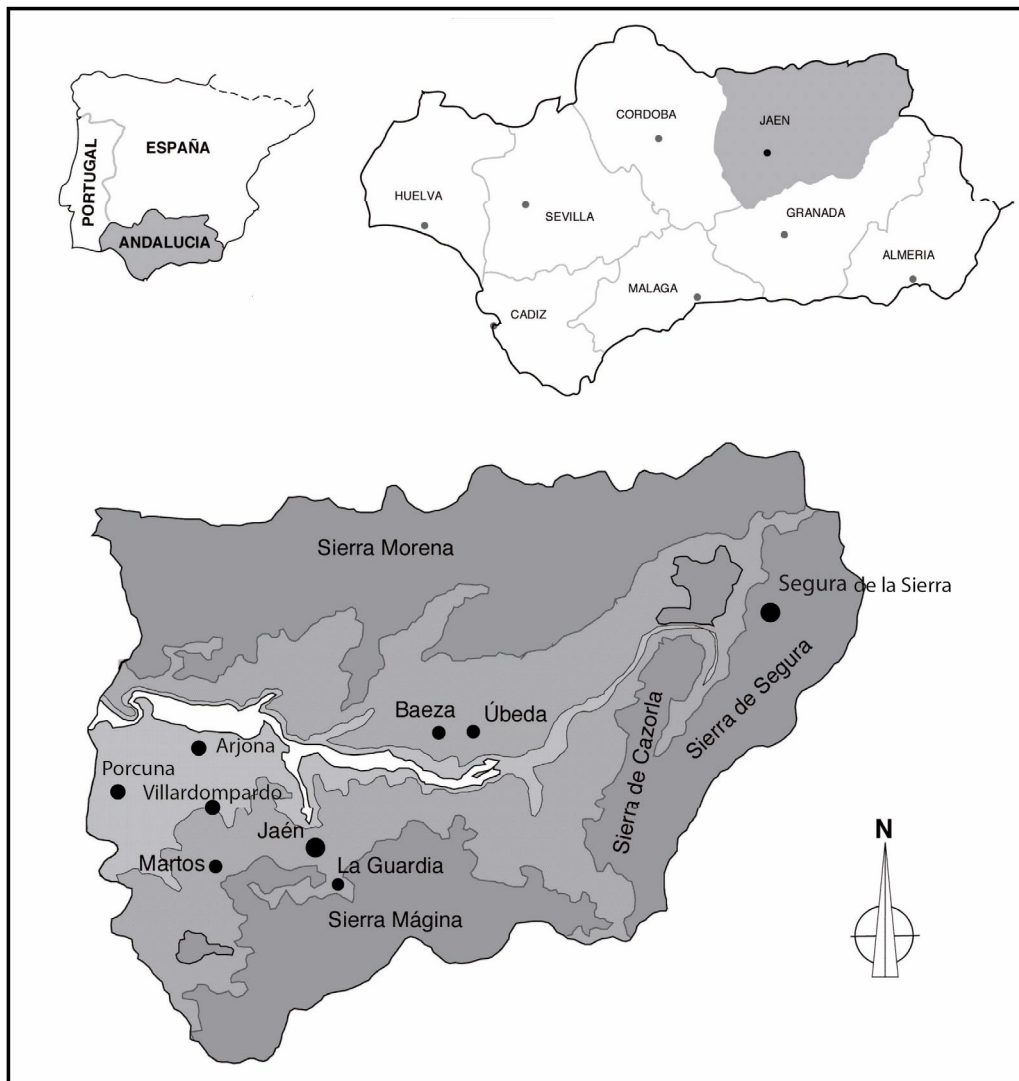 ESPAÑA
PORTUGAL
ANDALUCIA
CORDOBA
JAEN
HUELVA
SEVILLA
GRANADA
ALMERIA
MALAGA
CADIZ
Sierra Morena
Segura de la Sierra
Sierra de Segura
Sierra de Cazorla
Baeza
Úbeda
Arjona
Porcuna
Villardompardo
Jaén
Martos
La Guardia
Sierra Mágina
N